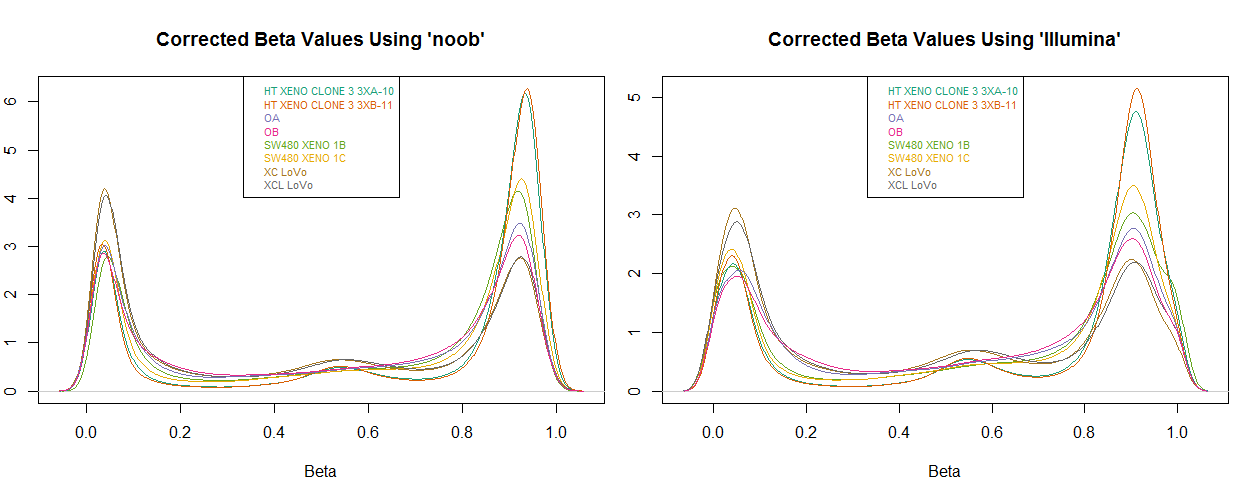 Corrected Beta Values Using 'noob'
HT XENO CLONE 3 3XA-10
HT XENO CLONE 3 3XB-11
OA
OB
SW480 XENO 1B
SW480 XENO 1C
XC LoVo
XCL LoVo
6
5
4
3
2
1
0
0.0 0.2 0.4 0.6 0.8 1.0
Beta
Corrected Beta Values Using 'Illumina'
HT XENO CLONE 3 3XA-10
HT XENO CLONE 3 3XB-11
OA
OB
SW480 XENO 1B
SW480 XENO 1C
XC LoVo
XCL LoVo
5
4
3
2
1
0
0.0 0.2 0.4 0.6 0.8 1.0
Beta